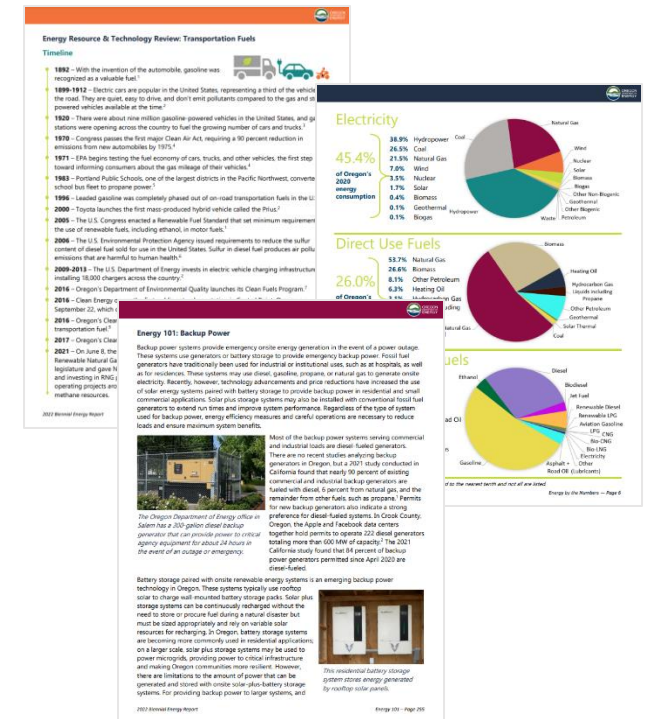 Energy Resource & Technology Review: Transportation Fuels
Timeline
1892 – With the invention of the automobile, gasoline was
recognized as a valuable fuel.1
1899-1912 – Electric cars are popular in the United States, representing a third of the vehicle
the road. They are quiet, easy to drive, and don't emit pollutants compared to the gas and st
powered vehicles available at the time.2
1920 – There were about nine million gasoline-powered vehicles in the United States, and ga
stations were opening across the country to fuel the growing number of cars and trucks.3
1970 – Congress passes the first major Clean Air Act, requiring a 90 percent reduction in
emissions from new automobiles by 1975.4
1971 – EPA begins testing the fuel economy of cars, trucks, and other vehicles, the first step
toward informing consumers about the gas mileage of their vehicles.4
1983 – Portland Public Schools, one of the largest districts in the Pacific Northwest, converte
school bus fleet to propane power.5
1996 – Leaded gasoline was completely phased out of on-road transportation fuels in the U.
2000 – Toyota launches the first mass-produced hybrid vehicle called the Prius.2
2005 – The U.S. Congress enacted a Renewable Fuel Standard that set minimum requirement
the use of renewable fuels, including ethanol, in motor fuels.1
2006 – The U.S. Environmental Protection Agency issued requirements to reduce the sulfur
content of diesel fuel sold for use in the United States. Sulfur in diesel fuel produces air pollu
emissions that are harmful to human health.6
2009-2013 – The U.S. Department of Energy invests in electric vehicle charging infrastructure
installing 18,000 chargers across the country.2
2016 – Oregon's Department of Environmental Quality launches its Clean Fuels Program.7
2016 – Clean Energy
September 22, which
2016 – Oregon's Clea
transportation fuel.9
2017 – Oregon's Clea
2021 – On June 8, the
Renewable Natural Ga
legislature and gave N
and investing in RNG p
operating projects aro
methane resources.
2022 Biennial Energy Report
Electricity
45.4%
of Oregon's
2020
energy
consumption
38.9% Hydropower
26.5% Coal
21.5% Natural Gas
7.0% Wind
3.5% Nuclear
1.7% Solar
0.4% Biomass
0.1% Geothermal
0.1% Biogas
Natural Gas
Coal
Wind
Nuclear
Solar
Biomass
Biogas
Other Non-Biogenic
Geothermal
Other Biogenic
Petroleum
Waste
Hydropower
Direct Use Fuels
26.0%
of Oregon's
53.7% Natural Gas
26.6% Biomass
8.1% Other Petroleum
6.3% Heating Oil
Hydrocarbon Gas
Biomass
Heating Oil
Hydrocarbon Gas
Liquids including
Propane
Other Petroleum
Geothermal
Solar Thermal
Coal
Natural Gas
uels
Ethanol
Diesel
Biodiesel
Jet Fuel
Renewable Diesel
Renewable LPG
Aviation Gasoline
LPG
CNG
Bio-CNG
Bio-LNG
Electricity
Other
(Lubricants)
Asphalt +
Road Oil
Gasoline
ad Oil
d to the nearest tenth and not all are listed.
Energy by the Numbers — Page 6
Energy 101: Backup Power
Backup power systems provide emergency onsite energy generation in the event of a power outage.
These systems use generators or battery storage to provide emergency backup power. Fossil fuel
generators have traditionally been used for industrial or institutional uses, such as at hospitals, as well
as for residences. These systems may use diesel, gasoline, propane, or natural gas to generate onsite
electricity. Recently, however, technology advancements and price reductions have increased the use
of solar energy systems paired with battery storage to provide backup power in residential and small
commercial applications. Solar plus storage systems may also be installed with conventional fossil fuel
generators to extend run times and improve system performance. Regardless of the type of system
used for backup power, energy efficiency measures and careful operations are necessary to reduce
loads and ensure maximum system benefits.
Most of the backup power systems serving commercial
and industrial loads are diesel-fueled generators.
There are no recent studies analyzing backup
generators in Oregon, but a 2021 study conducted in
California found that nearly 90 percent of existing
commercial and industrial backup generators are
fueled with diesel, 6 percent from natural gas, and the
remainder from other fuels, such as propane.1 Permits
for new backup generators also indicate a strong
preference for diesel-fueled systems. In Crook County,
Oregon, the Apple and Facebook data centers
together hold permits to operate 222 diesel generators
totaling more than 600 MW of capacity.2 The 2021
California study found that 84 percent of backup
power generators permitted since April 2020 are
diesel-fueled.
The Oregon Department of Energy office in
Salem has a 300-gallon diesel backup
generator that can provide power to critical
agency equipment for about 24 hours in
the event of an outage or emergency.
Battery storage paired with onsite renewable energy systems is an emerging backup power
technology in Oregon. These systems typically use rooftop
solar to charge wall-mounted battery storage packs. Solar plus
storage systems can be continuously recharged without the
need to store or procure fuel during a natural disaster but
must be sized appropriately and rely on variable solar
resources for recharging. In Oregon, battery storage systems
are becoming more commonly used in residential applications;
on a larger scale, solar plus storage systems may be used to
power microgrids, providing power to critical infrastructure
and making Oregon communities more resilient. However,
there are limitations to the amount of power that can be
generated and stored with onsite solar-plus-battery storage
systems. For providing backup power to larger systems, and
This residential battery storage
system stores energy generated
by rooftop solar panels.
2022 Biennial Energy Report
Energy 101 – Page 255